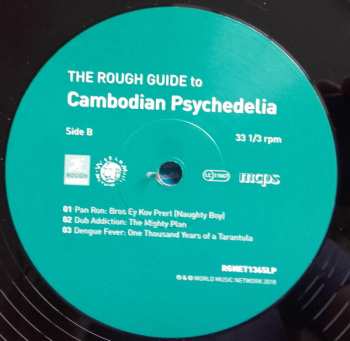 THE ROUGH GUIDE to
Cambodian Psychedelia
Side B
33 1/3 rpm
ROUGH
mcps
01 Pan Ron: Bros Ey Kov Prert (Naughty Boy)
02 Dub Addiction: The Mighty Plan
03 Dengue Fever: One Thousand Years of a Tarantula
RGNET1365LP
WORLD MUSIC NETWORK